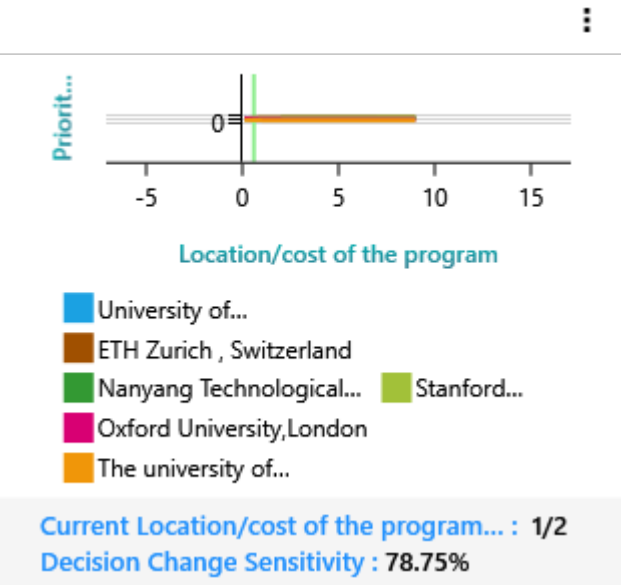 Priorit...
0
-5 0 5 10 15
Location/cost of the program
University of...
ETH Zurich , Switzerland
Nanyang Technological... Stanford...
Oxford University,London
The university of...
Current Location/cost of the program... : 1/2
Decision Change Sensitivity : 78.75%